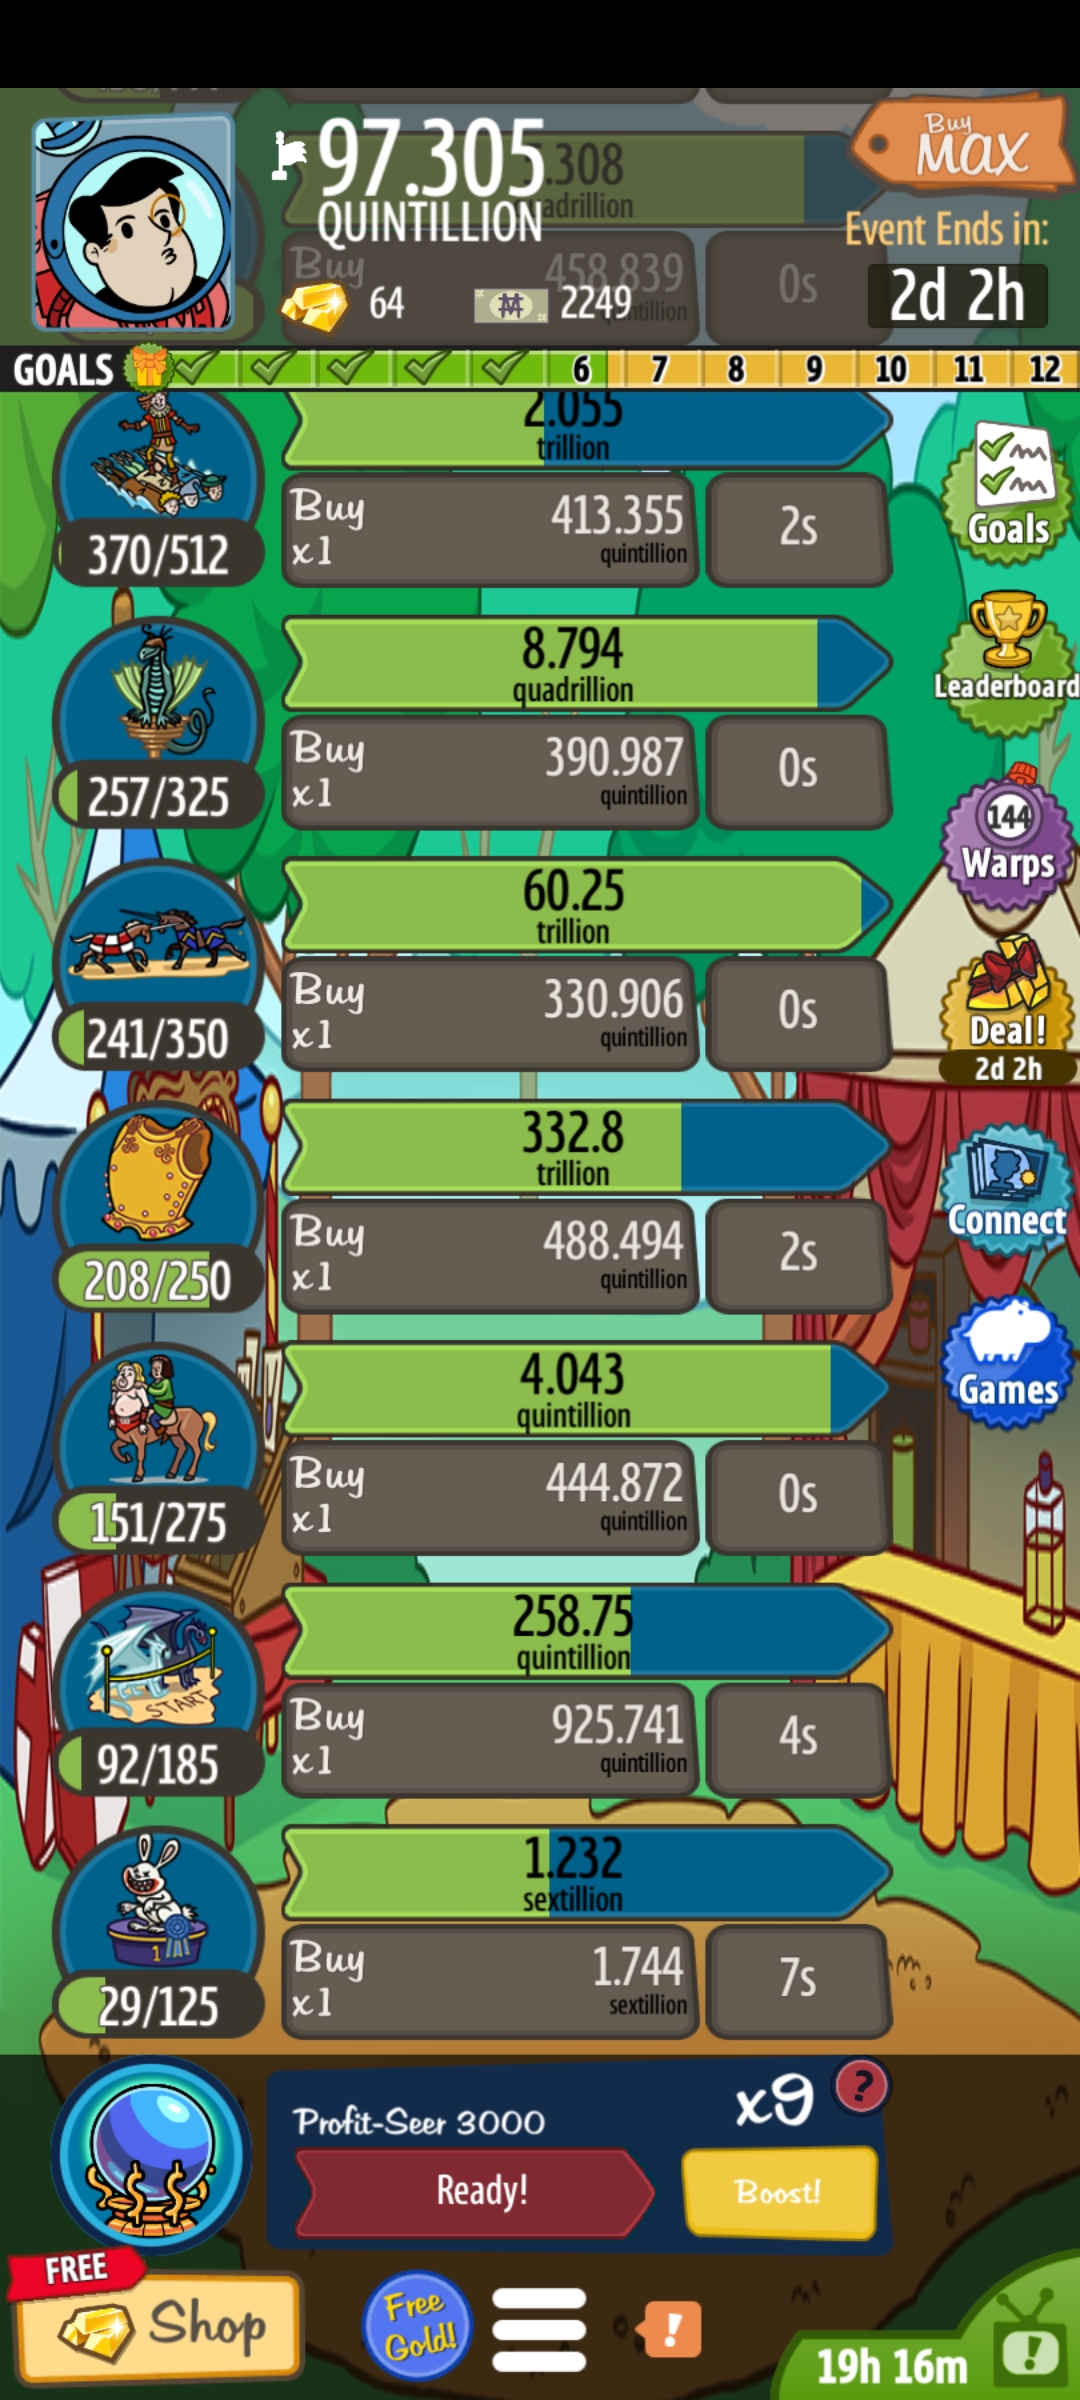 97.305
QUINTILLION
5.308
quadrillion
Buy
MAX
Event Ends in:
2d 2h
Buy
458.839
quintillion
0s
64
2249
GOALS
6 7 8 9 10 11 12
2.055
trillion
370/512
Buy
x1
413.355
quintillion
2s
Goals
8.794
quadrillion
257/325
Buy
x1
390.987
quintillion
0s
Leaderboard
144
Warps
60.25
trillion
241/350
Buy
x1
330.906
quintillion
0s
Deal!
2d 2h
332.8
trillion
208/250
Buy
x1
488.494
quintillion
2s
Connect
4.043
quintillion
151/275
Buy
x1
444.872
quintillion
0s
Games
258.75
quintillion
START
92/185
Buy
x1
925.741
quintillion
4s
1.232
sextillion
1
29/125
Buy
x1
1.744
sextillion
7s
Profit-Seer 3000
x9
?
Ready!
Boost!
FREE
Shop
Free
Gold!
!
19h 16m
!